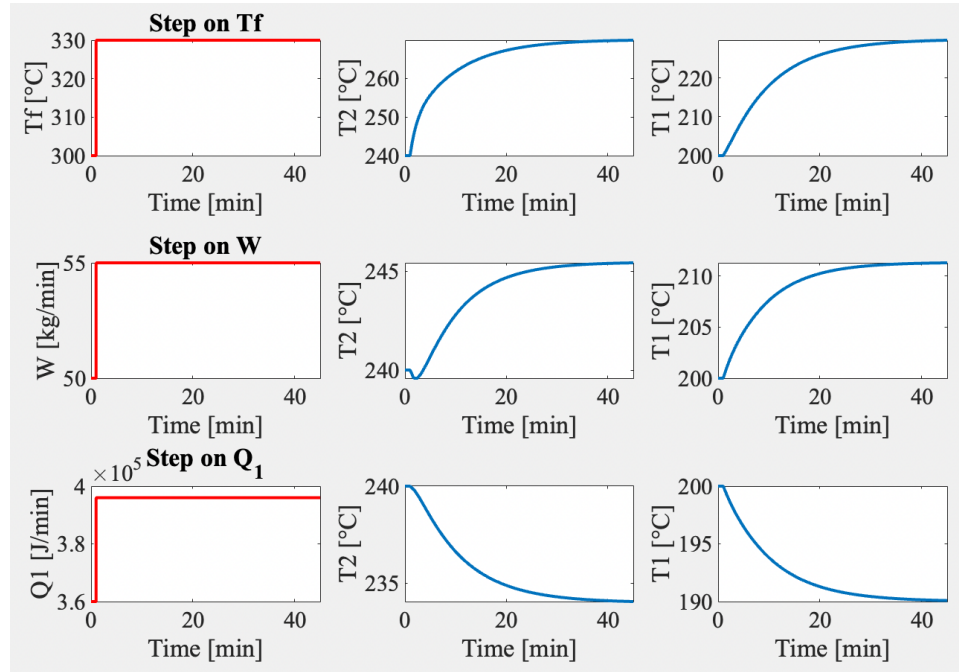 Step on Tf
Tf [°C]
330
320
310
300
0 20 40
Time [min]
T2 [°C]
260
250
240
0 20 40
Time [min]
T1 [°C]
220
210
200
0 20 40
Time [min]
Step on W
W [kg/min]
55
50
0 20 40
Time [min]
T2 [°C]
245
240
0 20 40
Time [min]
T1 [°C]
210
205
200
0 20 40
Time [min]
×10⁵ Step on Q₁
Q1 [J/min]
4
3.8
3.6
0 20 40
Time [min]
T2 [°C]
240
235
0 20 40
Time [min]
T1 [°C]
200
195
190
0 20 40
Time [min]